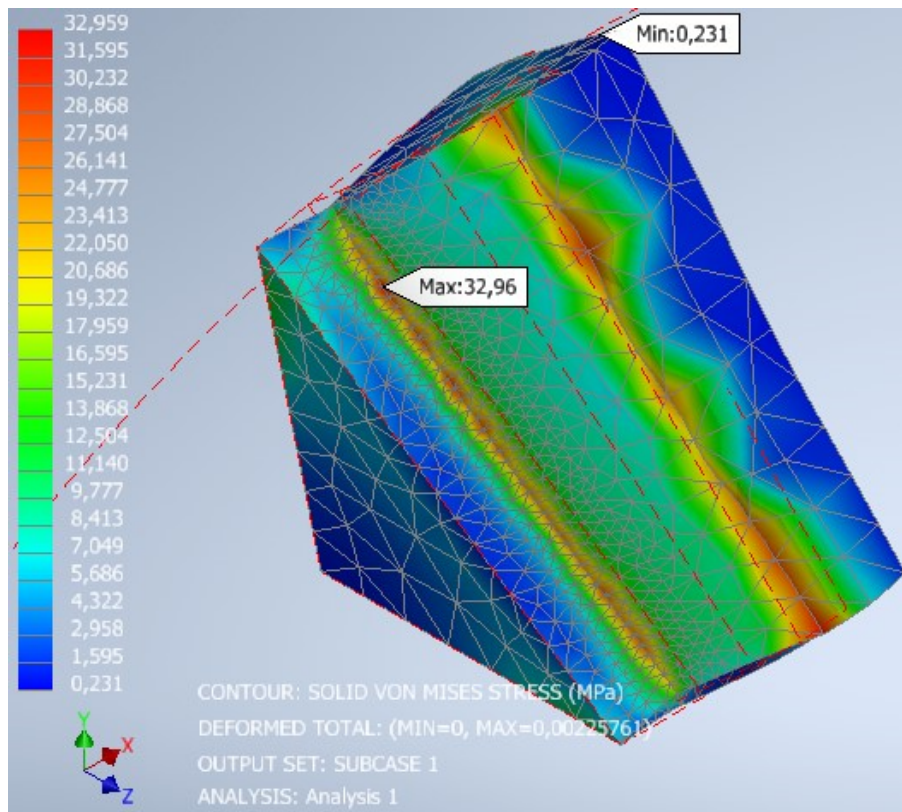 32,959
31,595
30,232
28,868
27,504
26,141
24,777
23,413
22,050
20,686
19,322
17,959
16,595
15,231
13,868
12,504
11,140
9,777
8,413
7,049
5,686
4,322
2,958
1,595
0,231
Min:0,231
Max:32,96
CONTOUR: SOLID VON MISES STRESS (MPa)
DEFORMED TOTAL: (MIN=0, MAX=0,00225761)
OUTPUT SET: SUBCASE 1
ANALYSIS: Analysis 1
Y
X
Z